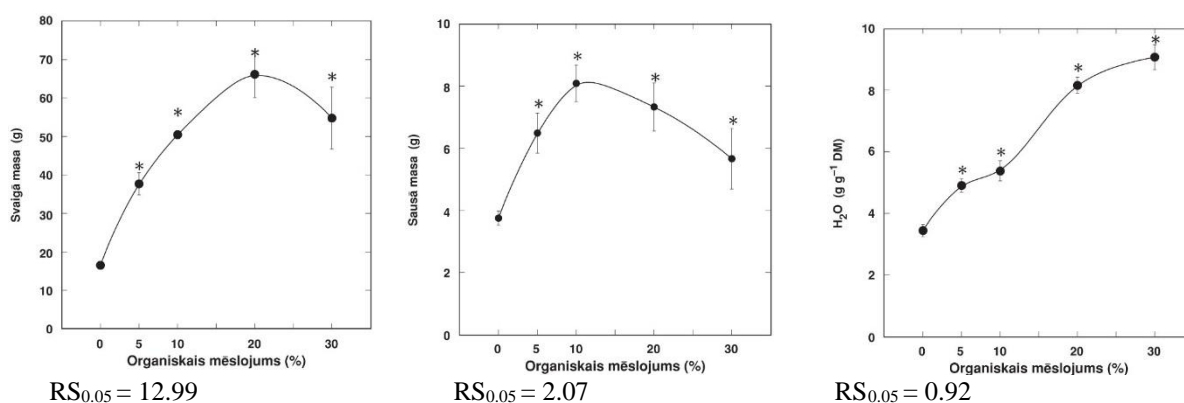 Svaigā masa (g)
80
70
60
50
40
30
20
10
0
* * * *
0 5 10 20 30
Organiskais mēslojums (%)
RS0.05 = 12.99
Sausā masa (g)
10
8
6
4
2
0
* * * *
0 5 10 20 30
Organiskais mēslojums (%)
RS0.05 = 2.07
H2O (g g-1 DM)
10
8
6
4
2
0
* * * * *
0 5 10 20 30
Organiskais mēslojums (%)
RS0.05 = 0.92